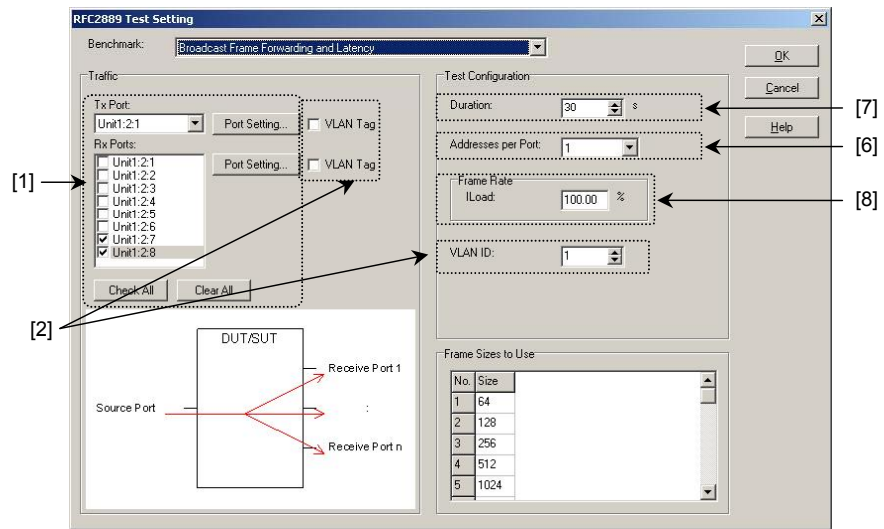 RFC2889 Test Setting
Benchmark: Broadcast Frame Forwarding and Latency
OK
Cancel
Help
Traffic
Tx Port:
Unit1:2:1 Port Setting... VLAN Tag
Rx Ports:
Unit1:2:1 Port Setting... VLAN Tag
Unit1:2:2
Unit1:2:3
Unit1:2:4
Unit1:2:5
Unit1:2:6
Unit1:2:7
Unit1:2:8
Check All Clear All
[1]
[2]
DUT/SUT
Source Port
Receive Port 1
:
Receive Port n
Test Configuration
Duration: 30 s
[7]
Addresses per Port: 1
[6]
Frame Rate
ILoad: 100.00 %
[8]
VLAN ID: 1
Frame Sizes to Use
No. Size
1 64
2 128
3 256
4 512
5 1024